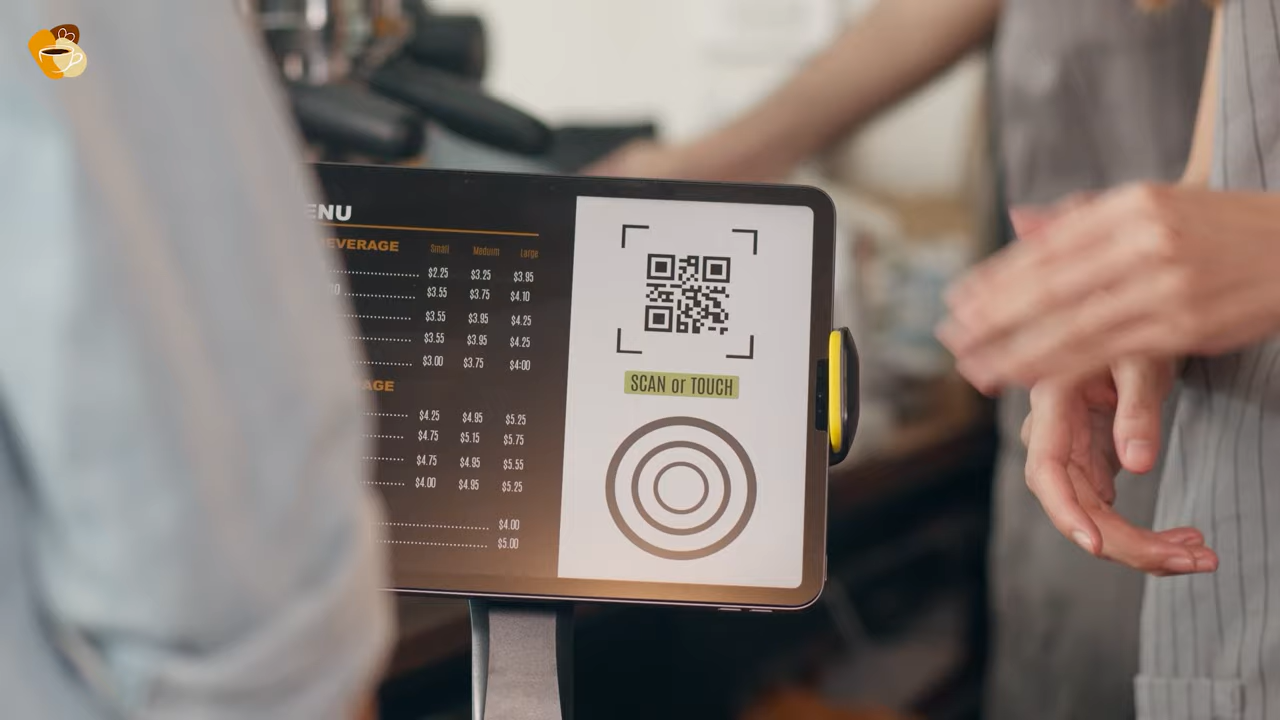 ENU
EVERAGE Small Meduim Large
$2.25 $3.25 $3.95
$3.55 $3.75 $4.10
$3.55 $3.95 $4.25
$3.55 $3.95 $4.25
$3.00 $3.75 $4:00
AGE
$4.25 $4.95 $5.25
$4.75 $5.15 $5.75
$4.75 $4.95 $5.55
$4.00 $4.95 $5.25
$4.00
$5.00
SCAN or TOUCH